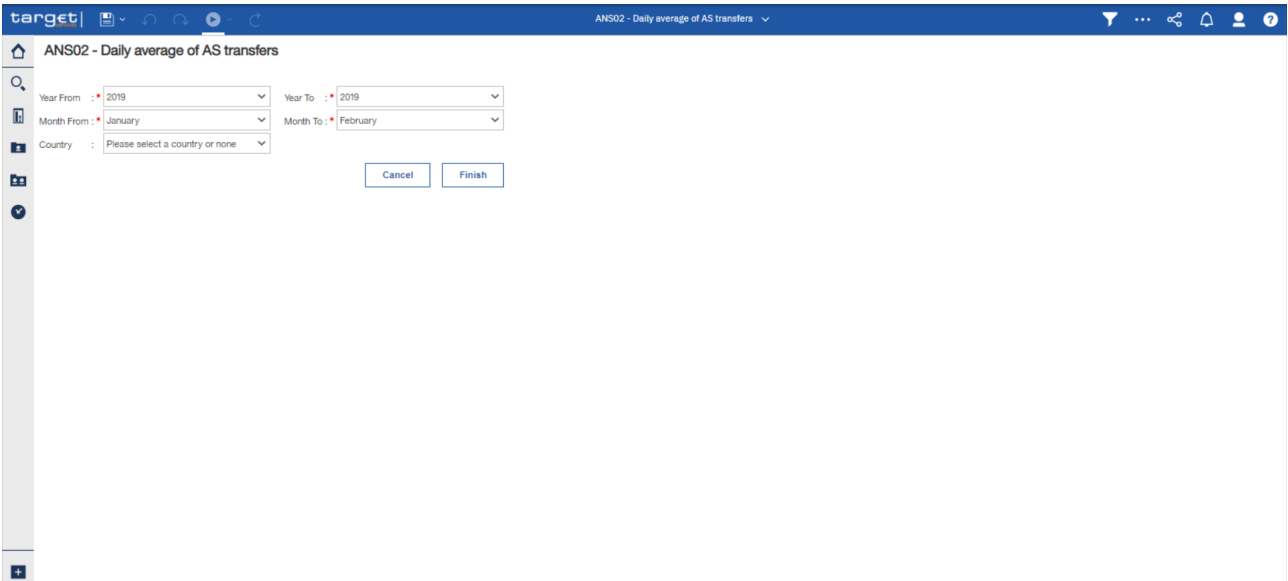 target|
ANS02 - Daily average of AS transfers
ANS02 - Daily average of AS transfers
Year From : * 2019 Year To : * 2019
Month From : * January Month To : * February
Country : Please select a country or none
Cancel Finish